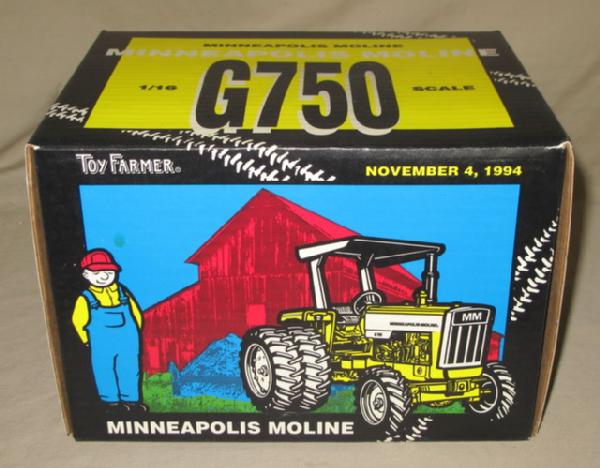 MINNEAPOLIS MOLINE
MINNEAPOLIS MOLINE
1/16 G750 SCALE
TOY FARMER®
NOVEMBER 4, 1994
MINNEAPOLIS-MOLINE
MM
MINNEAPOLIS MOLINE